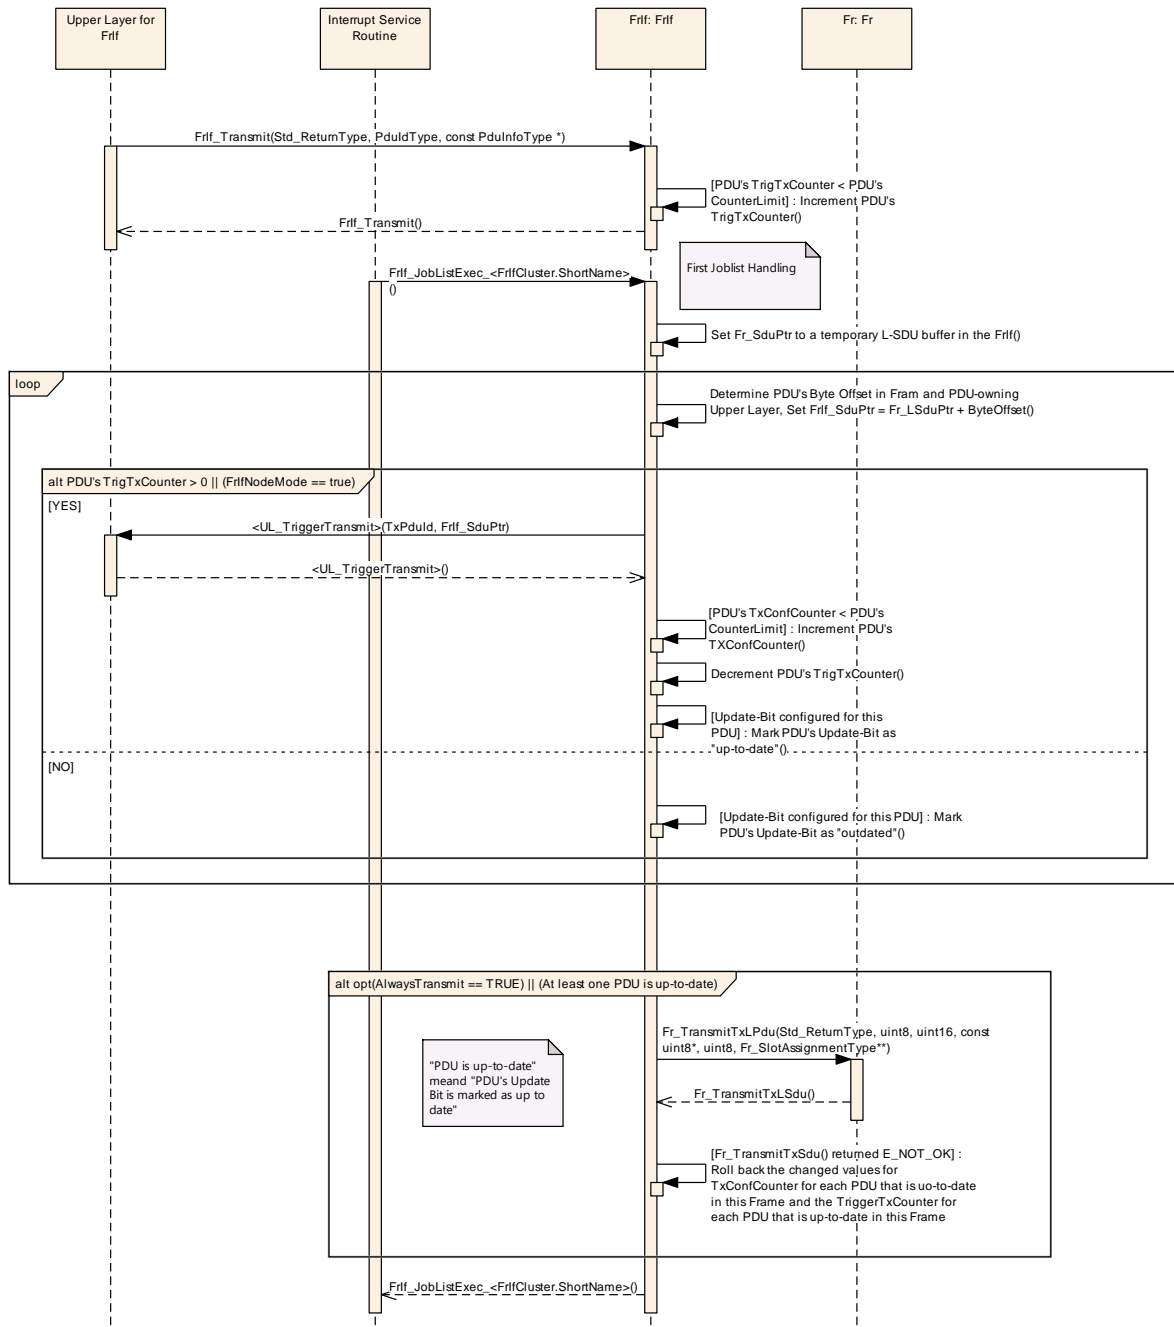 Upper Layer for
FrIf
Interrupt Service
Routine
FrIf: FrIf
Fr: Fr
FrIf_Transmit(Std_ReturnType, PduIdType, const PduInfoType *)
[PDU's TrigTxCounter < PDU's
CounterLimit] : Increment PDU's
TrigTxCounter()
FrIf_Transmit()
First Joblist Handling
FrIf_JobListExec_<FrIfCluster.ShortName>
()
Set Fr_SduPtr to a temporary L-SDU buffer in the FrIf()
loop
Determine PDU's Byte Offset in Fram and PDU-owning
Upper Layer, Set FrIf_SduPtr = Fr_LSduPtr + ByteOffset()
alt PDU's TrigTxCounter > 0 || (FrIfNodeMode == true)
[YES]
<UL_TriggerTransmit>(TxPduId, FrIf_SduPtr)
<UL_TriggerTransmit>()
[PDU's TxConfCounter < PDU's
CounterLimit] : Increment PDU's
TXConfCounter()
Decrement PDU's TrigTxCounter()
[Update-Bit configured for this
PDU] : Mark PDU's Update-Bit as
"up-to-date"()
[NO]
[Update-Bit configured for this PDU] : Mark
PDU's Update-Bit as "outdated"()
alt opt(AlwaysTransmit == TRUE) || (At least one PDU is up-to-date)
Fr_TransmitTxLPdu(Std_ReturnType, uint8, uint16, const
uint8*, uint8, Fr_SlotAssignmentType**)
"PDU is up-to-date"
meand "PDU's Update
Bit is marked as up to
date"
Fr_TransmitTxLSdu()
[Fr_TransmitTxSdu() returned E_NOT_OK] :
Roll back the changed values for
TxConfCounter for each PDU that is uo-to-date
in this Frame and the TriggerTxCounter for
each PDU that is up-to-date in this Frame
FrIf_JobListExec_<FrIfCluster.ShortName>()